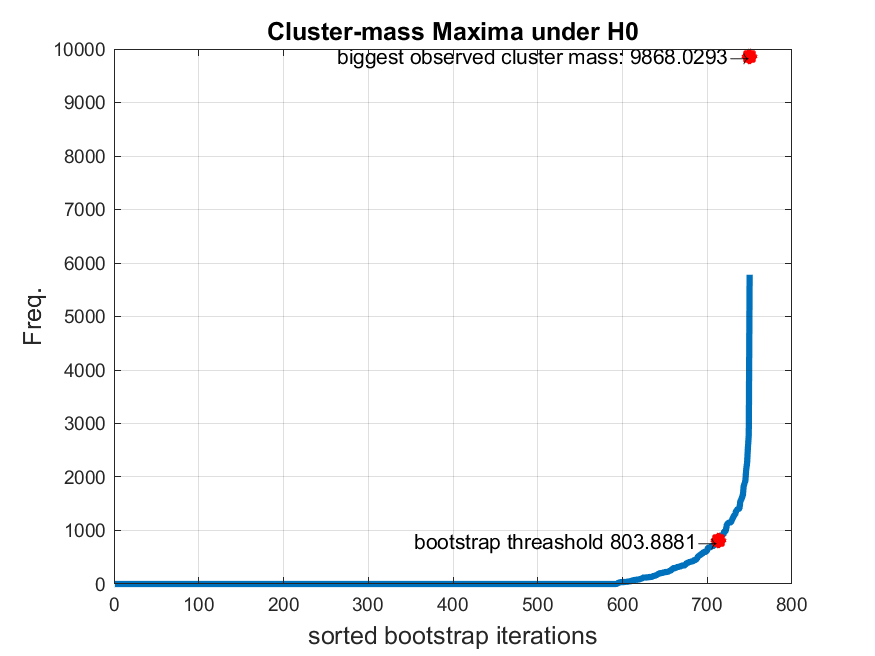 Cluster-mass Maxima under H0
10000
biggest observed cluster mass: 9868.0293
9000
8000
7000
6000
Freq.
5000
4000
3000
2000
1000
bootstrap threashold 803.8881
0
0 100 200 300 400 500 600 700 800
sorted bootstrap iterations